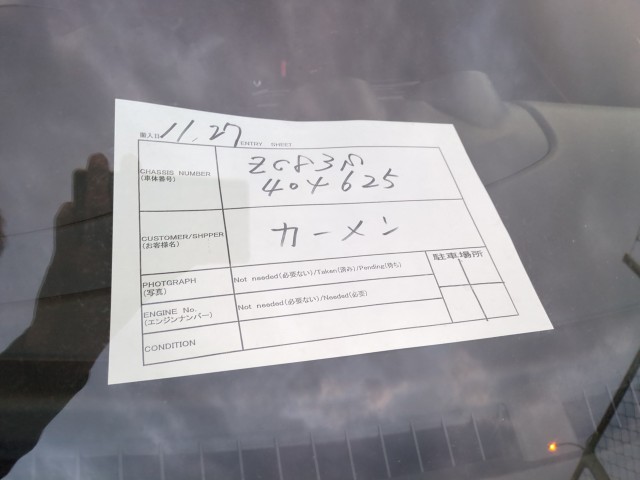 搬入日 11.27 ENTRY SHEET
CHASSIS NUMBER
(車体番号)
ZC83S
404625
CUSTOMER/SHPPER
(お客様名)
カーメン
PHOTGRAPH
(写真)
Not needed(必要ない)/Taken(済み)/Pending(待ち)
駐車場所
ENGINE No.
(エンジンナンバー)
Not needed(必要ない)/Needed(必要)
CONDITION